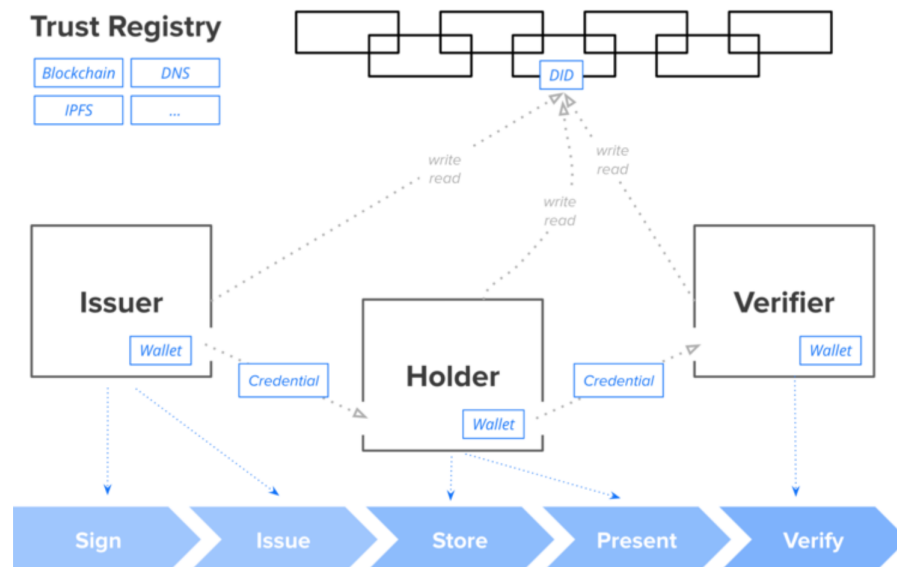 Trust Registry
Blockchain
DNS
IPFS
...
DID
write
read
write
read
write
read
Issuer
Wallet
Credential
Holder
Wallet
Credential
Verifier
Wallet
Sign
Issue
Store
Present
Verify